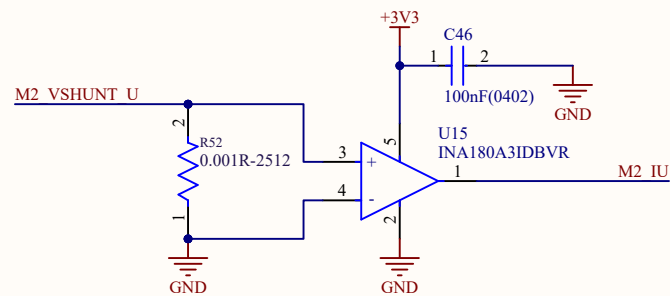 +3V3
C46
1
2
100nF(0402)
GND
M2_VSHUNT_U
2
R52
0.001R-2512
1
GND
U15
INA180A3IDBVR
5
3
+
4
-
1
M2_IU
2
GND